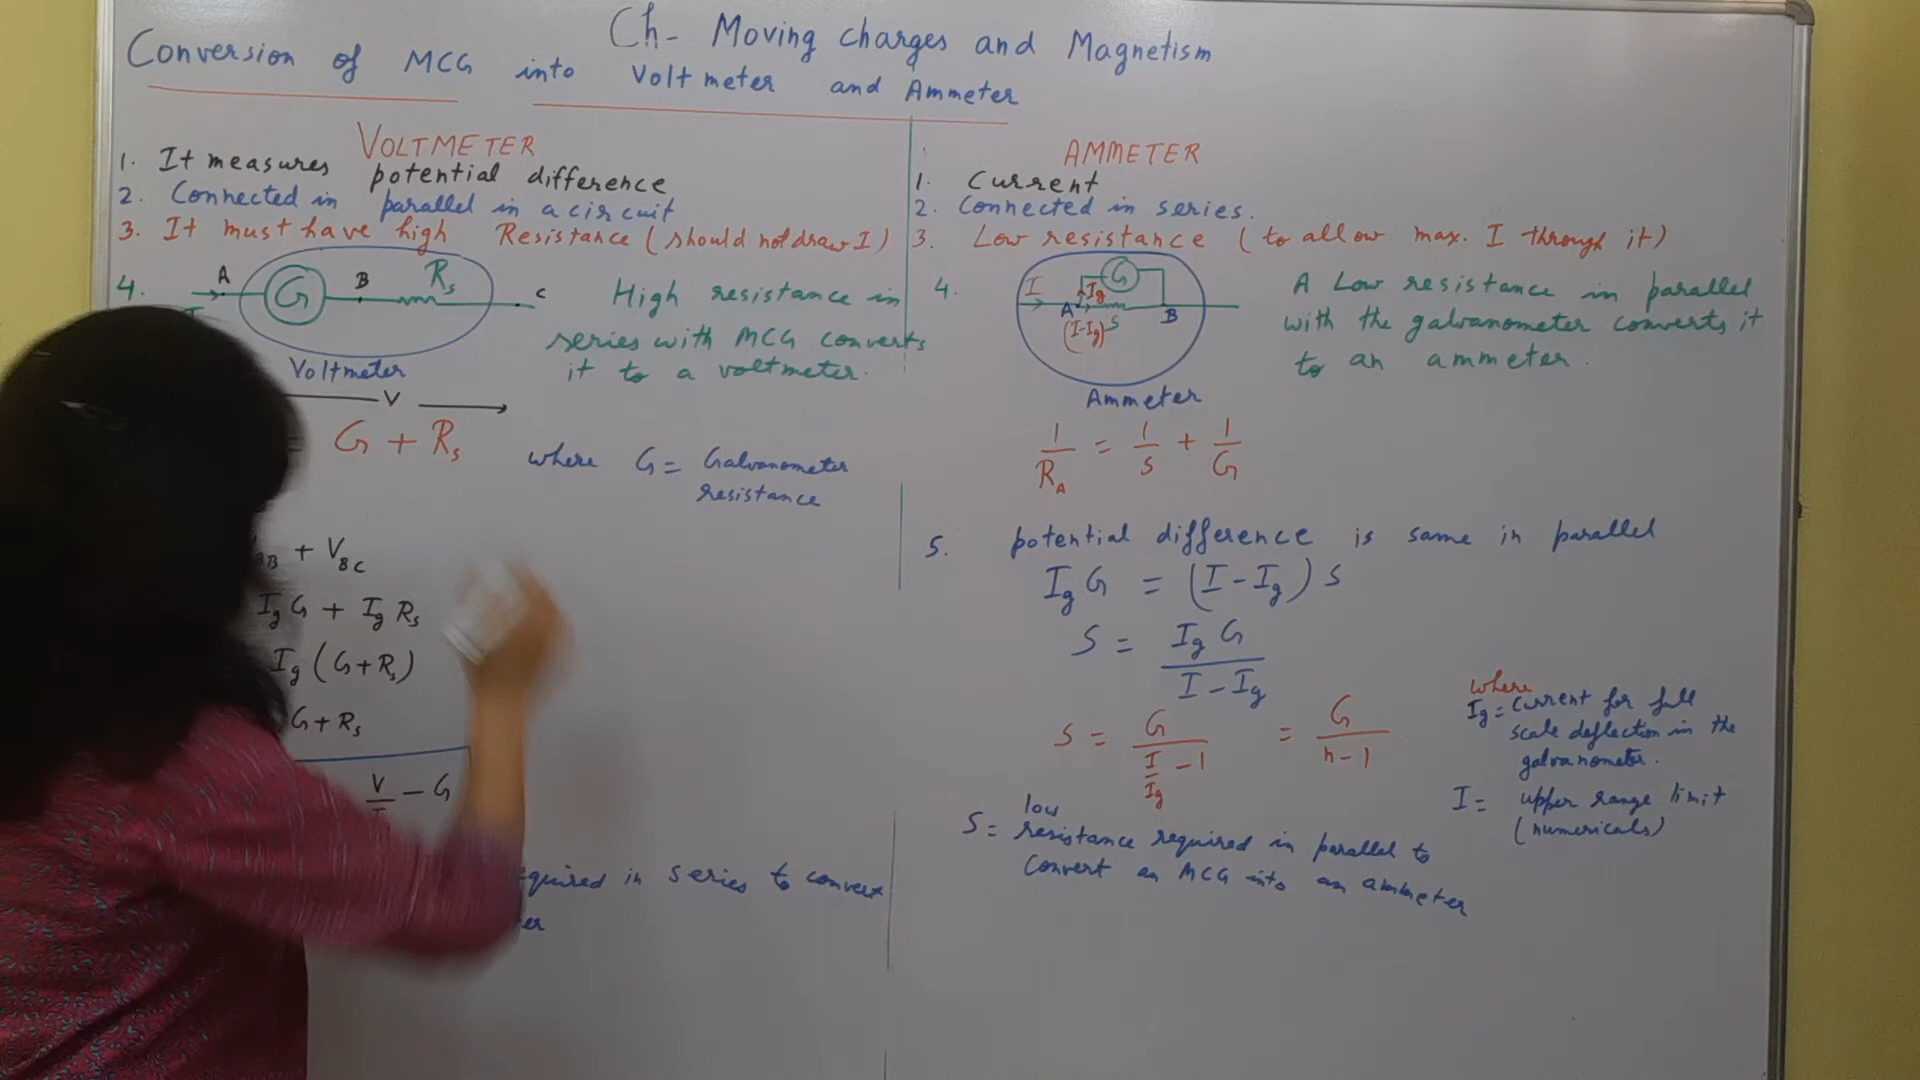 Ch- Moving charges and Magnetism
Conversion of MCG into Voltmeter and Ammeter
VOLTMETER
1. It measures potential difference
2. Connected in parallel in a circuit
3. It must have high Resistance (should not draw I)
4.
A
G
B
Rs
C
High resistance in
series with MCG converts
it to a voltmeter.
Voltmeter
V
= G + Rs
where G = Galvanometer
resistance
+ VBC
Ig G + Ig Rs
Ig (G + Rs)
G + Rs
V/ - G
required in series to convert
AMMETER
1. Current
2. Connected in series.
3. Low resistance (to allow max. I through it)
4.
G
I
Ig
A
S
B
(I-Ig)
A Low resistance in parallel
with the galvanometer converts it
to an ammeter.
Ammeter
1/RA = 1/S + 1/G
5. potential difference is same in parallel
Ig G = (I - Ig) S
S = Ig G / I - Ig
S = G / I/Ig - 1 = G / n - 1
where
Ig = Current for full
scale deflection in the
galvanometer.
I = upper range limit
(numericals)
low
S = resistance required in parallel to
convert an MCG into an ammeter